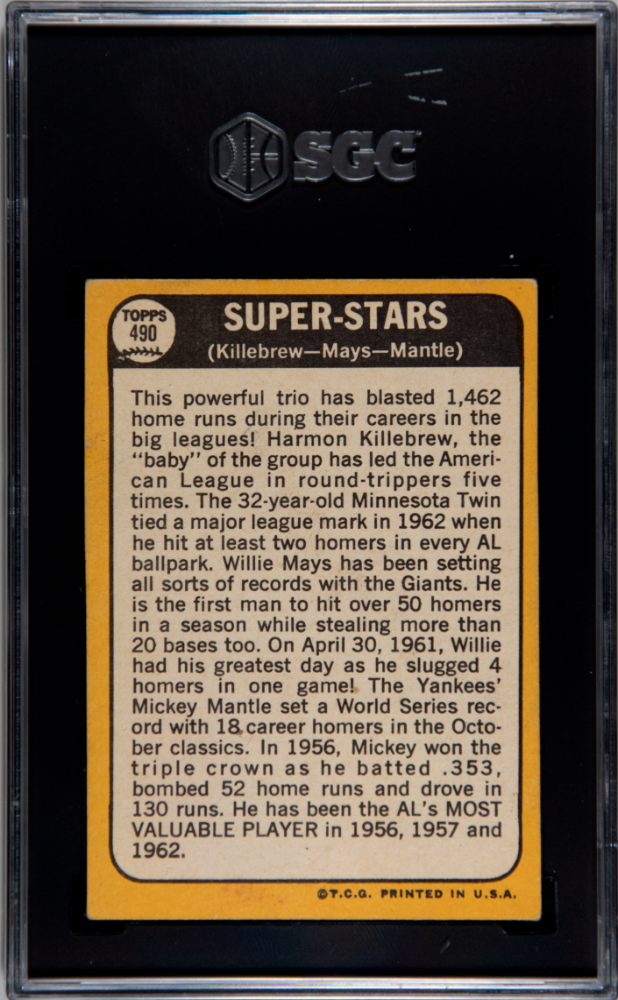 SGC
TOPPS
490
SUPER-STARS
(Killebrew—Mays—Mantle)
This powerful trio has blasted 1,462
home runs during their careers in the
big leagues! Harmon Killebrew, the
"baby" of the group has led the Ameri-
can League in round-trippers five
times. The 32-year-old Minnesota Twin
tied a major league mark in 1962 when
he hit at least two homers in every AL
ballpark. Willie Mays has been setting
all sorts of records with the Giants. He
is the first man to hit over 50 homers
in a season while stealing more than
20 bases too. On April 30, 1961, Willie
had his greatest day as he slugged 4
homers in one game! The Yankees'
Mickey Mantle set a World Series rec-
ord with 18 career homers in the Octo-
ber classics. In 1956, Mickey won the
triple crown as he batted .353,
bombed 52 home runs and drove in
130 runs. He has been the AL's MOST
VALUABLE PLAYER in 1956, 1957 and
1962.
©T.C.G. PRINTED IN U.S.A.